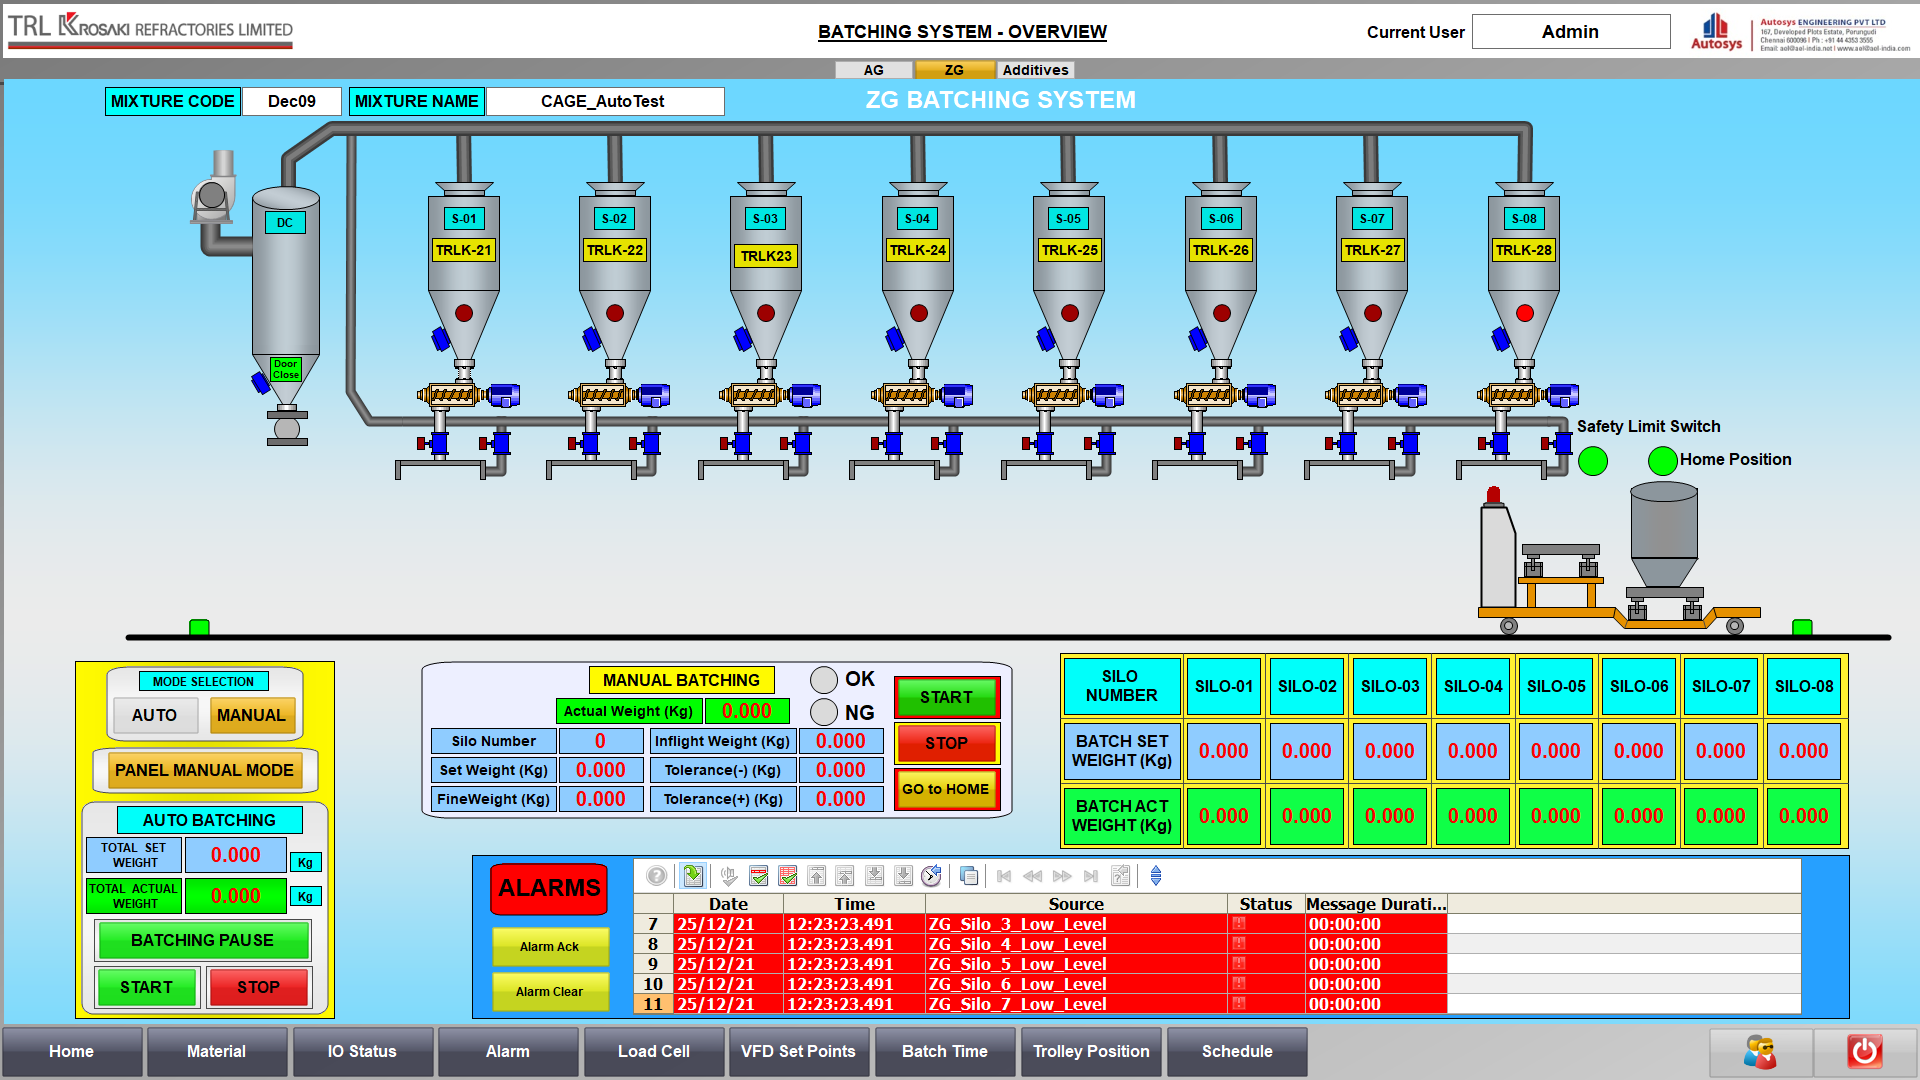 TRL KROSAKI REFRACTORIES LIMITED
BATCHING SYSTEM - OVERVIEW
Current User
Admin
Autosys
Autosys ENGINEERING PVT LTD
167, Developed Plots Estate, Perungudi
Chennai 600096 | Ph : +91 44 4353 3555
AG
ZG
Additives
MIXTURE CODE
Dec09
MIXTURE NAME
CAGE_AutoTest
ZG BATCHING SYSTEM
DC
S-01
S-02
S-03
S-04
S-05
S-06
S-07
S-08
TRLK-21
TRLK-22
TRLK23
TRLK-24
TRLK-25
TRLK-26
TRLK-27
TRLK-28
Door
Close
Safety Limit Switch
Home Position
MODE SELECTION
AUTO
MANUAL
PANEL MANUAL MODE
AUTO BATCHING
TOTAL SET
WEIGHT
0.000
Kg
TOTAL ACTUAL
WEIGHT
0.000
Kg
BATCHING PAUSE
START
STOP
MANUAL BATCHING
OK
NG
Actual Weight (Kg)
0.000
Silo Number
0
Inflight Weight (Kg)
0.000
Set Weight (Kg)
0.000
Tolerance(-) (Kg)
0.000
FineWeight (Kg)
0.000
Tolerance(+) (Kg)
0.000
START
STOP
GO to HOME
SILO
NUMBER
SILO-01
SILO-02
SILO-03
SILO-04
SILO-05
SILO-06
SILO-07
SILO-08
BATCH SET
WEIGHT (Kg)
0.000
0.000
0.000
0.000
0.000
0.000
0.000
0.000
BATCH ACT
WEIGHT (Kg)
0.000
0.000
0.000
0.000
0.000
0.000
0.000
0.000
ALARMS
Alarm Ack
Alarm Clear
Date Time Source Status Message Durati...
7 25/12/21 12:23:23.491 ZG_Silo_3_Low_Level 00:00:00
8 25/12/21 12:23:23.491 ZG_Silo_4_Low_Level 00:00:00
9 25/12/21 12:23:23.491 ZG_Silo_5_Low_Level 00:00:00
10 25/12/21 12:23:23.491 ZG_Silo_6_Low_Level 00:00:00
11 25/12/21 12:23:23.491 ZG_Silo_7_Low_Level 00:00:00
Home
Material
IO Status
Alarm
Load Cell
VFD Set Points
Batch Time
Trolley Position
Schedule